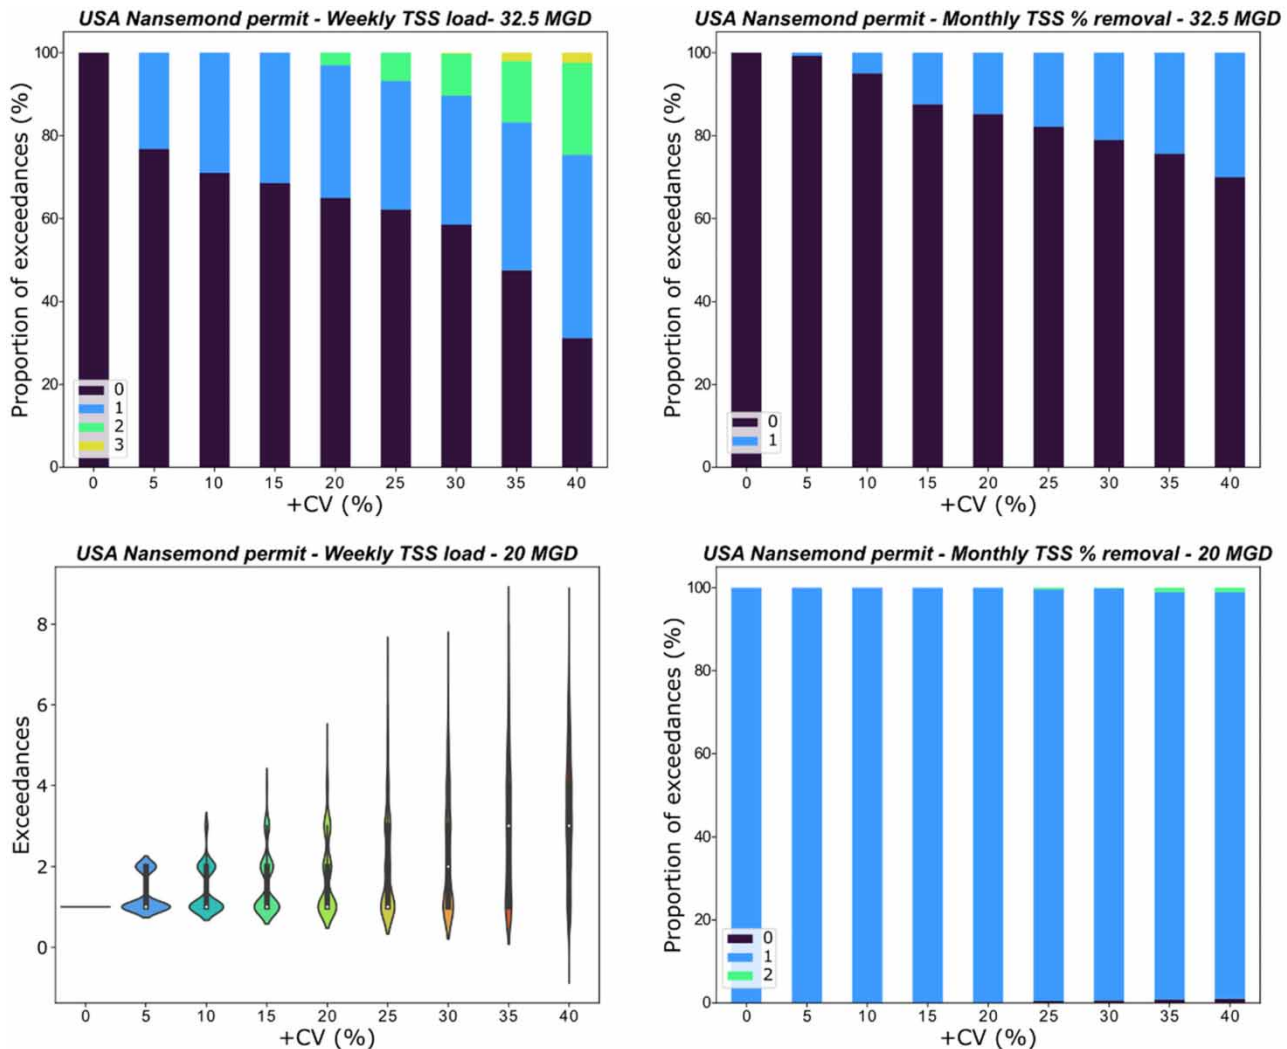 USA Nansemond permit - Weekly TSS load- 32.5 MGD
Proportion of exceedances (%)
100
80
60
40
20
0
0
1
2
3
0 5 10 15 20 25 30 35 40
+CV (%)
USA Nansemond permit - Monthly TSS % removal - 32.5 MGD
Proportion of exceedances (%)
100
80
60
40
20
0
0
1
0 5 10 15 20 25 30 35 40
+CV (%)
USA Nansemond permit - Weekly TSS load - 20 MGD
Exceedances
8
6
4
2
0
0 5 10 15 20 25 30 35 40
+CV (%)
USA Nansemond permit - Monthly TSS % removal - 20 MGD
Proportion of exceedances (%)
100
80
60
40
20
0
0
1
2
0 5 10 15 20 25 30 35 40
+CV (%)